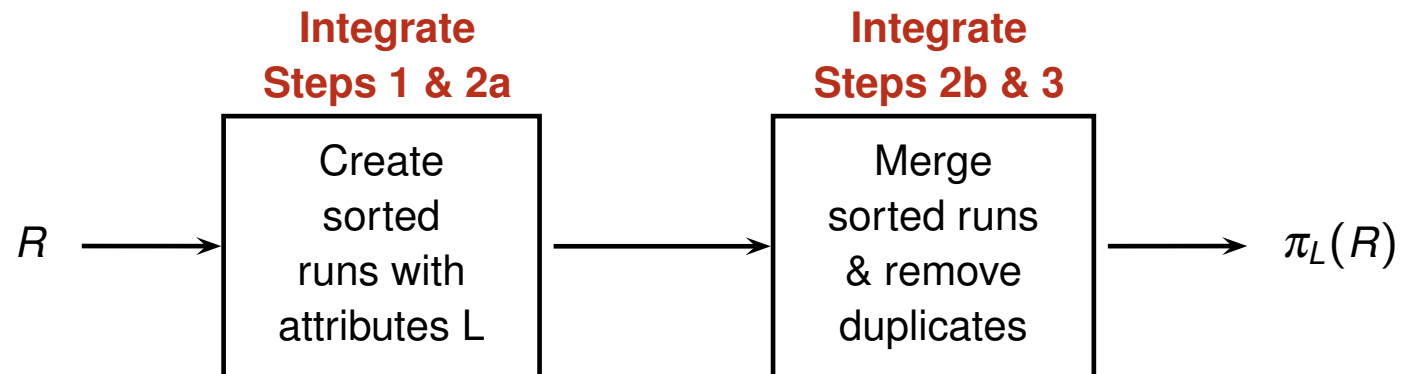 Integrate
Steps 1 & 2a
Integrate
Steps 2b & 3
R
Create
sorted
runs with
attributes L
Merge
sorted runs
& remove
duplicates
π_L(R)